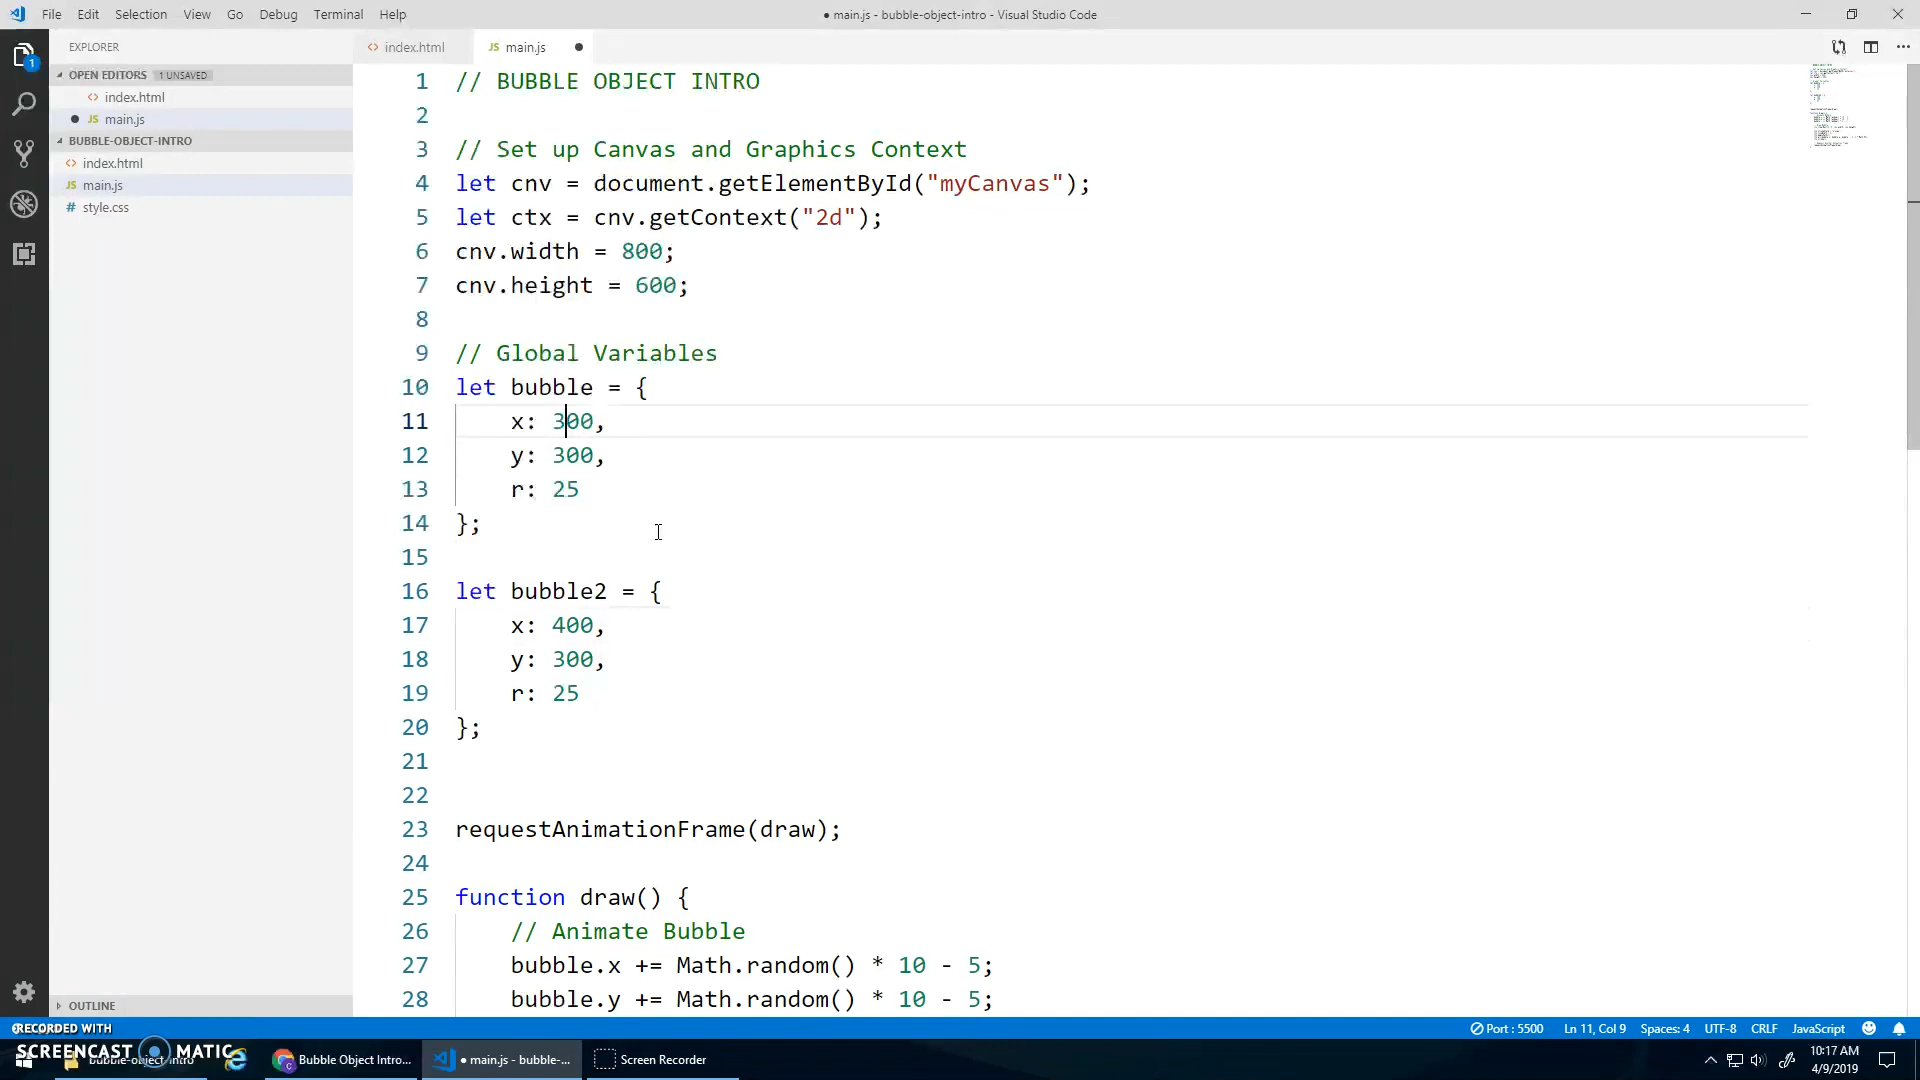 File Edit Selection View Go Debug Terminal Help
● main.js - bubble-object-intro - Visual Studio Code
EXPLORER
OPEN EDITORS 1 UNSAVED
<> index.html
● JS main.js
BUBBLE-OBJECT-INTRO
<> index.html
JS main.js
# style.css
OUTLINE
1
<> index.html
JS main.js ●
1 // BUBBLE OBJECT INTRO
2
3 // Set up Canvas and Graphics Context
4 let cnv = document.getElementById("myCanvas");
5 let ctx = cnv.getContext("2d");
6 cnv.width = 800;
7 cnv.height = 600;
8
9 // Global Variables
10 let bubble = {
11 x: 300,
12 y: 300,
13 r: 25
14 };
15
16 let bubble2 = {
17 x: 400,
18 y: 300,
19 r: 25
20 };
21
22
23 requestAnimationFrame(draw);
24
25 function draw() {
26 // Animate Bubble
27 bubble.x += Math.random() * 10 - 5;
28 bubble.y += Math.random() * 10 - 5;
Port : 5500 Ln 11, Col 9 Spaces: 4 UTF-8 CRLF JavaScript
RECORDED WITH
SCREENCAST MATIC
bubble-object-intro
Bubble Object Intro...
● main.js - bubble-...
Screen Recorder
10:17 AM
4/9/2019